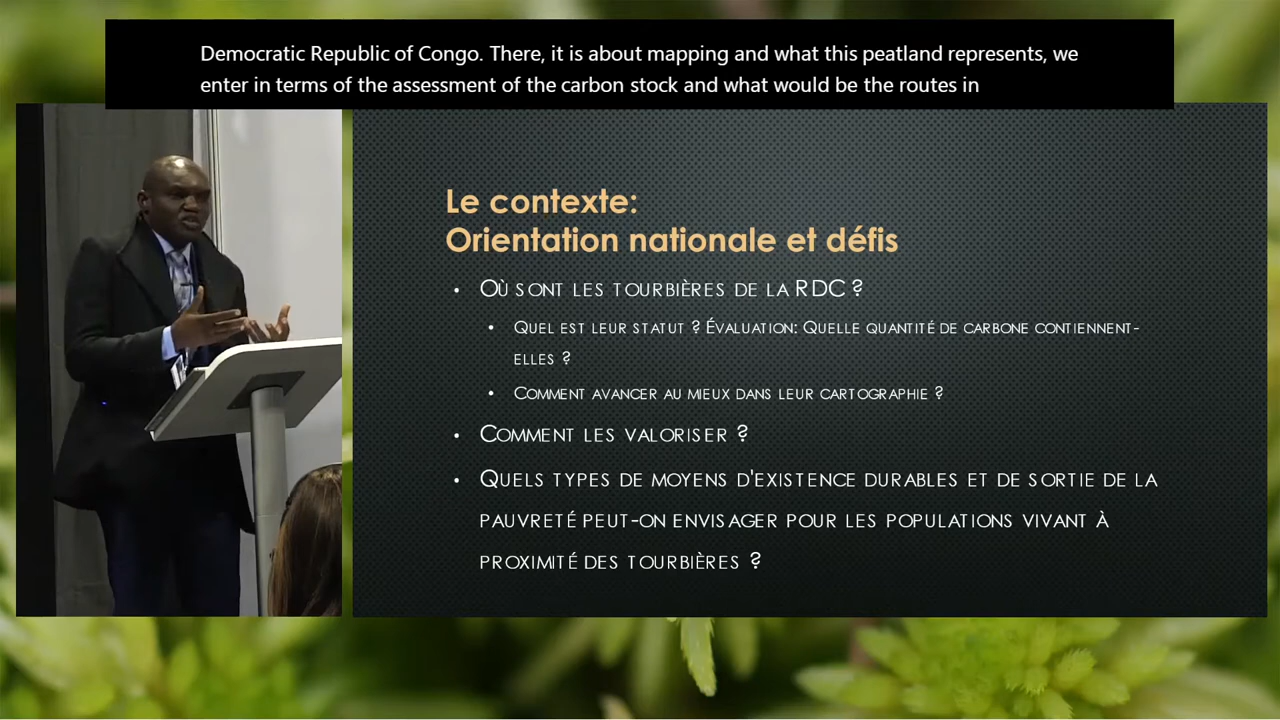 Democratic Republic of Congo. There, it is about mapping and what this peatland represents, we
enter in terms of the assessment of the carbon stock and what would be the routes in
Le contexte:
Orientation nationale et défis
• Où sont les tourbières de la RDC ?
• Quel est leur statut ? Évaluation: Quelle quantité de carbone contiennent-
elles ?
• Comment avancer au mieux dans leur cartographie ?
• Comment les valoriser ?
• Quels types de moyens d'existence durables et de sortie de la
pauvreté peut-on envisager pour les populations vivant à
proximité des tourbières ?